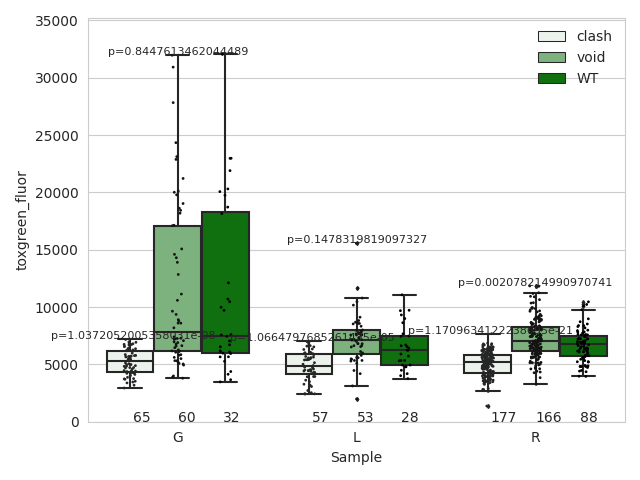 35000
30000
25000
20000
15000
10000
5000
0
toxgreen_fluor
clash
void
WT
p=0.8447613462044489
p=0.1478319819097327
p=0.002078214990970741
65 60 32 57 53 28 177 166 88
G L R
Sample